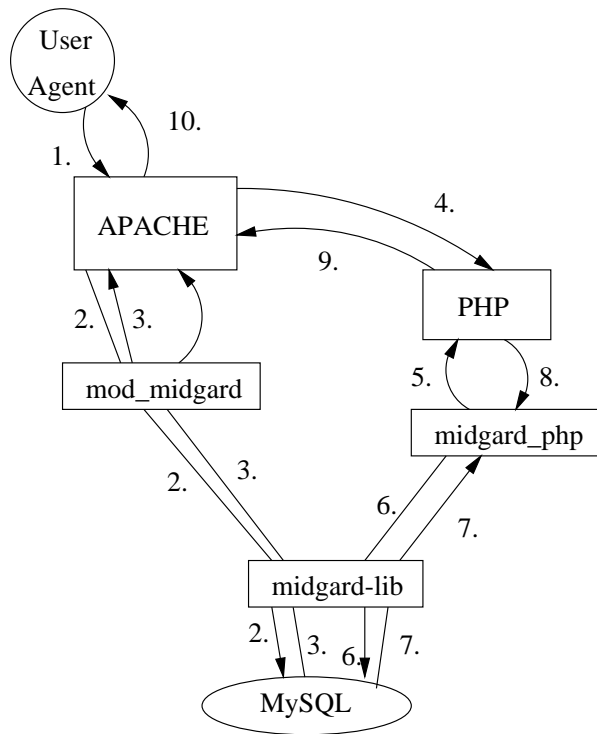 User
Agent
10.
1.
APACHE
4.
9.
PHP
2.
3.
5.
8.
mod_midgard
midgard_php
2.
3.
6.
7.
midgard-lib
2.
3.
6.
7.
MySQL